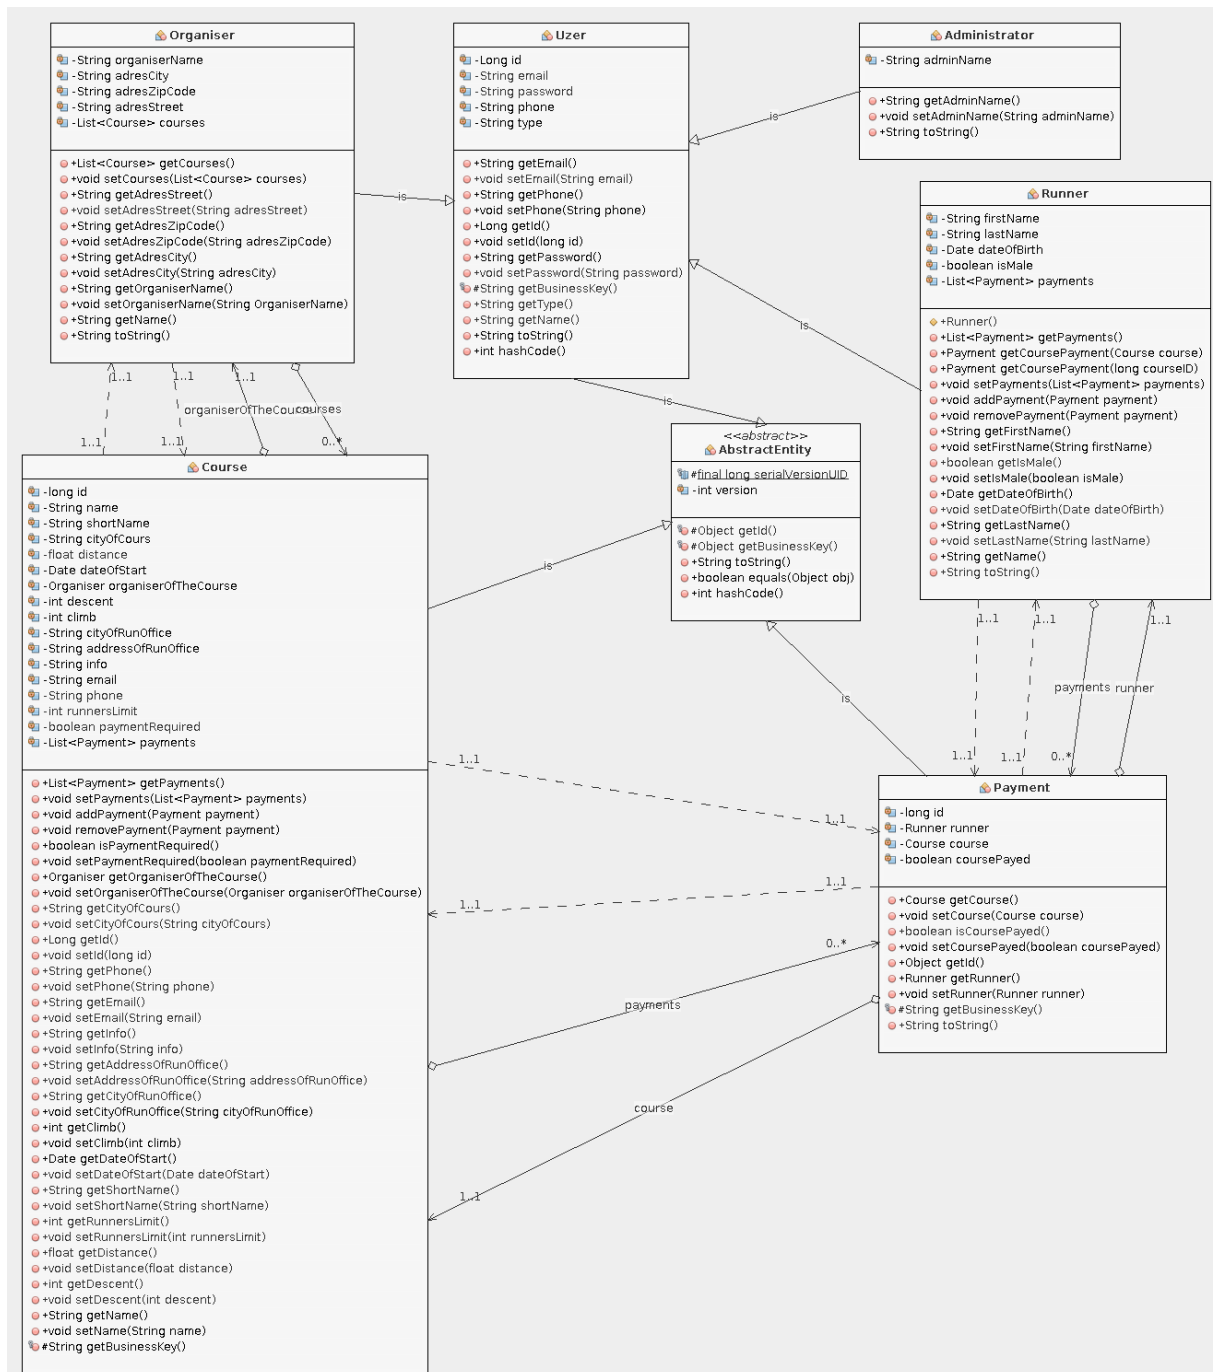 Organiser
-String organiserName
-String adresCity
-String adresZipCode
-String adresStreet
-List<Course> courses
+List<Course> getCourses()
+void setCourses(List<Course> courses)
+String getAdresStreet()
+void setAdresStreet(String adresStreet)
+String getAdresZipCode()
+void setAdresZipCode(String adresZipCode)
+String getAdresCity()
+void setAdresCity(String adresCity)
+String getOrganiserName()
+void setOrganiserName(String OrganiserName)
+String getName()
+String toString()
Uzer
-Long id
-String email
-String password
-String phone
-String type
+String getEmail()
+void setEmail(String email)
+String getPhone()
+void setPhone(String phone)
+Long getId()
+void setId(long id)
+String getPassword()
+void setPassword(String password)
#String getBusinessKey()
+String getType()
+String getName()
+String toString()
+int hashCode()
Administrator
-String adminName
+String getAdminName()
+void setAdminName(String adminName)
+String toString()
is
is
is
is
Runner
-String firstName
-String lastName
-Date dateOfBirth
-boolean isMale
-List<Payment> payments
+Runner()
+List<Payment> getPayments()
+Payment getCoursePayment(Course course)
+Payment getCoursePayment(long courseID)
+void setPayments(List<Payment> payments)
+void addPayment(Payment payment)
+void removePayment(Payment payment)
+String getFirstName()
+void setFirstName(String firstName)
+boolean getIsMale()
+void setIsMale(boolean isMale)
+Date getDateOfBirth()
+void setDateOfBirth(Date dateOfBirth)
+String getLastName()
+void setLastName(String lastName)
+String getName()
+String toString()
1..1
1..1
1..1
organiserOfTheCourse
courses
1..1
1..1
0..*
<<abstract>>
AbstractEntity
#final long serialVersionUID
-int version
#Object getId()
#Object getBusinessKey()
+String toString()
+boolean equals(Object obj)
+int hashCode()
is
is
Course
-long id
-String name
-String shortName
-String cityOfCours
-float distance
-Date dateOfStart
-Organiser organiserOfTheCourse
-int descent
-int climb
-String cityOfRunOffice
-String addressOfRunOffice
-String info
-String email
-String phone
-int runnersLimit
-boolean paymentRequired
-List<Payment> payments
+List<Payment> getPayments()
+void setPayments(List<Payment> payments)
+void addPayment(Payment payment)
+void removePayment(Payment payment)
+boolean isPaymentRequired()
+void setPaymentRequired(boolean paymentRequired)
+Organiser getOrganiserOfTheCourse()
+void setOrganiserOfTheCourse(Organiser organiserOfTheCourse)
+String getCityOfCours()
+void setCityOfCours(String cityOfCours)
+Long getId()
+void setId(long id)
+String getPhone()
+void setPhone(String phone)
+String getEmail()
+void setEmail(String email)
+String getInfo()
+void setInfo(String info)
+String getAddressOfRunOffice()
+void setAddressOfRunOffice(String addressOfRunOffice)
+String getCityOfRunOffice()
+void setCityOfRunOffice(String cityOfRunOffice)
+int getClimb()
+void setClimb(int climb)
+Date getDateOfStart()
+void setDateOfStart(Date dateOfStart)
+String getShortName()
+void setShortName(String shortName)
+int getRunnersLimit()
+void setRunnersLimit(int runnersLimit)
+float getDistance()
+void setDistance(float distance)
+int getDescent()
+void setDescent(int descent)
+String getName()
+void setName(String name)
#String getBusinessKey()
1..1
1..1
1..1
payments
runner
1..1
1..1
0..*
1..1
1..1
1..1
1..1
0..*
payments
course
1..1
Payment
-long id
-Runner runner
-Course course
-boolean coursePayed
+Course getCourse()
+void setCourse(Course course)
+boolean isCoursePayed()
+void setCoursePayed(boolean coursePayed)
+Object getId()
+Runner getRunner()
+void setRunner(Runner runner)
#String getBusinessKey()
+String toString()